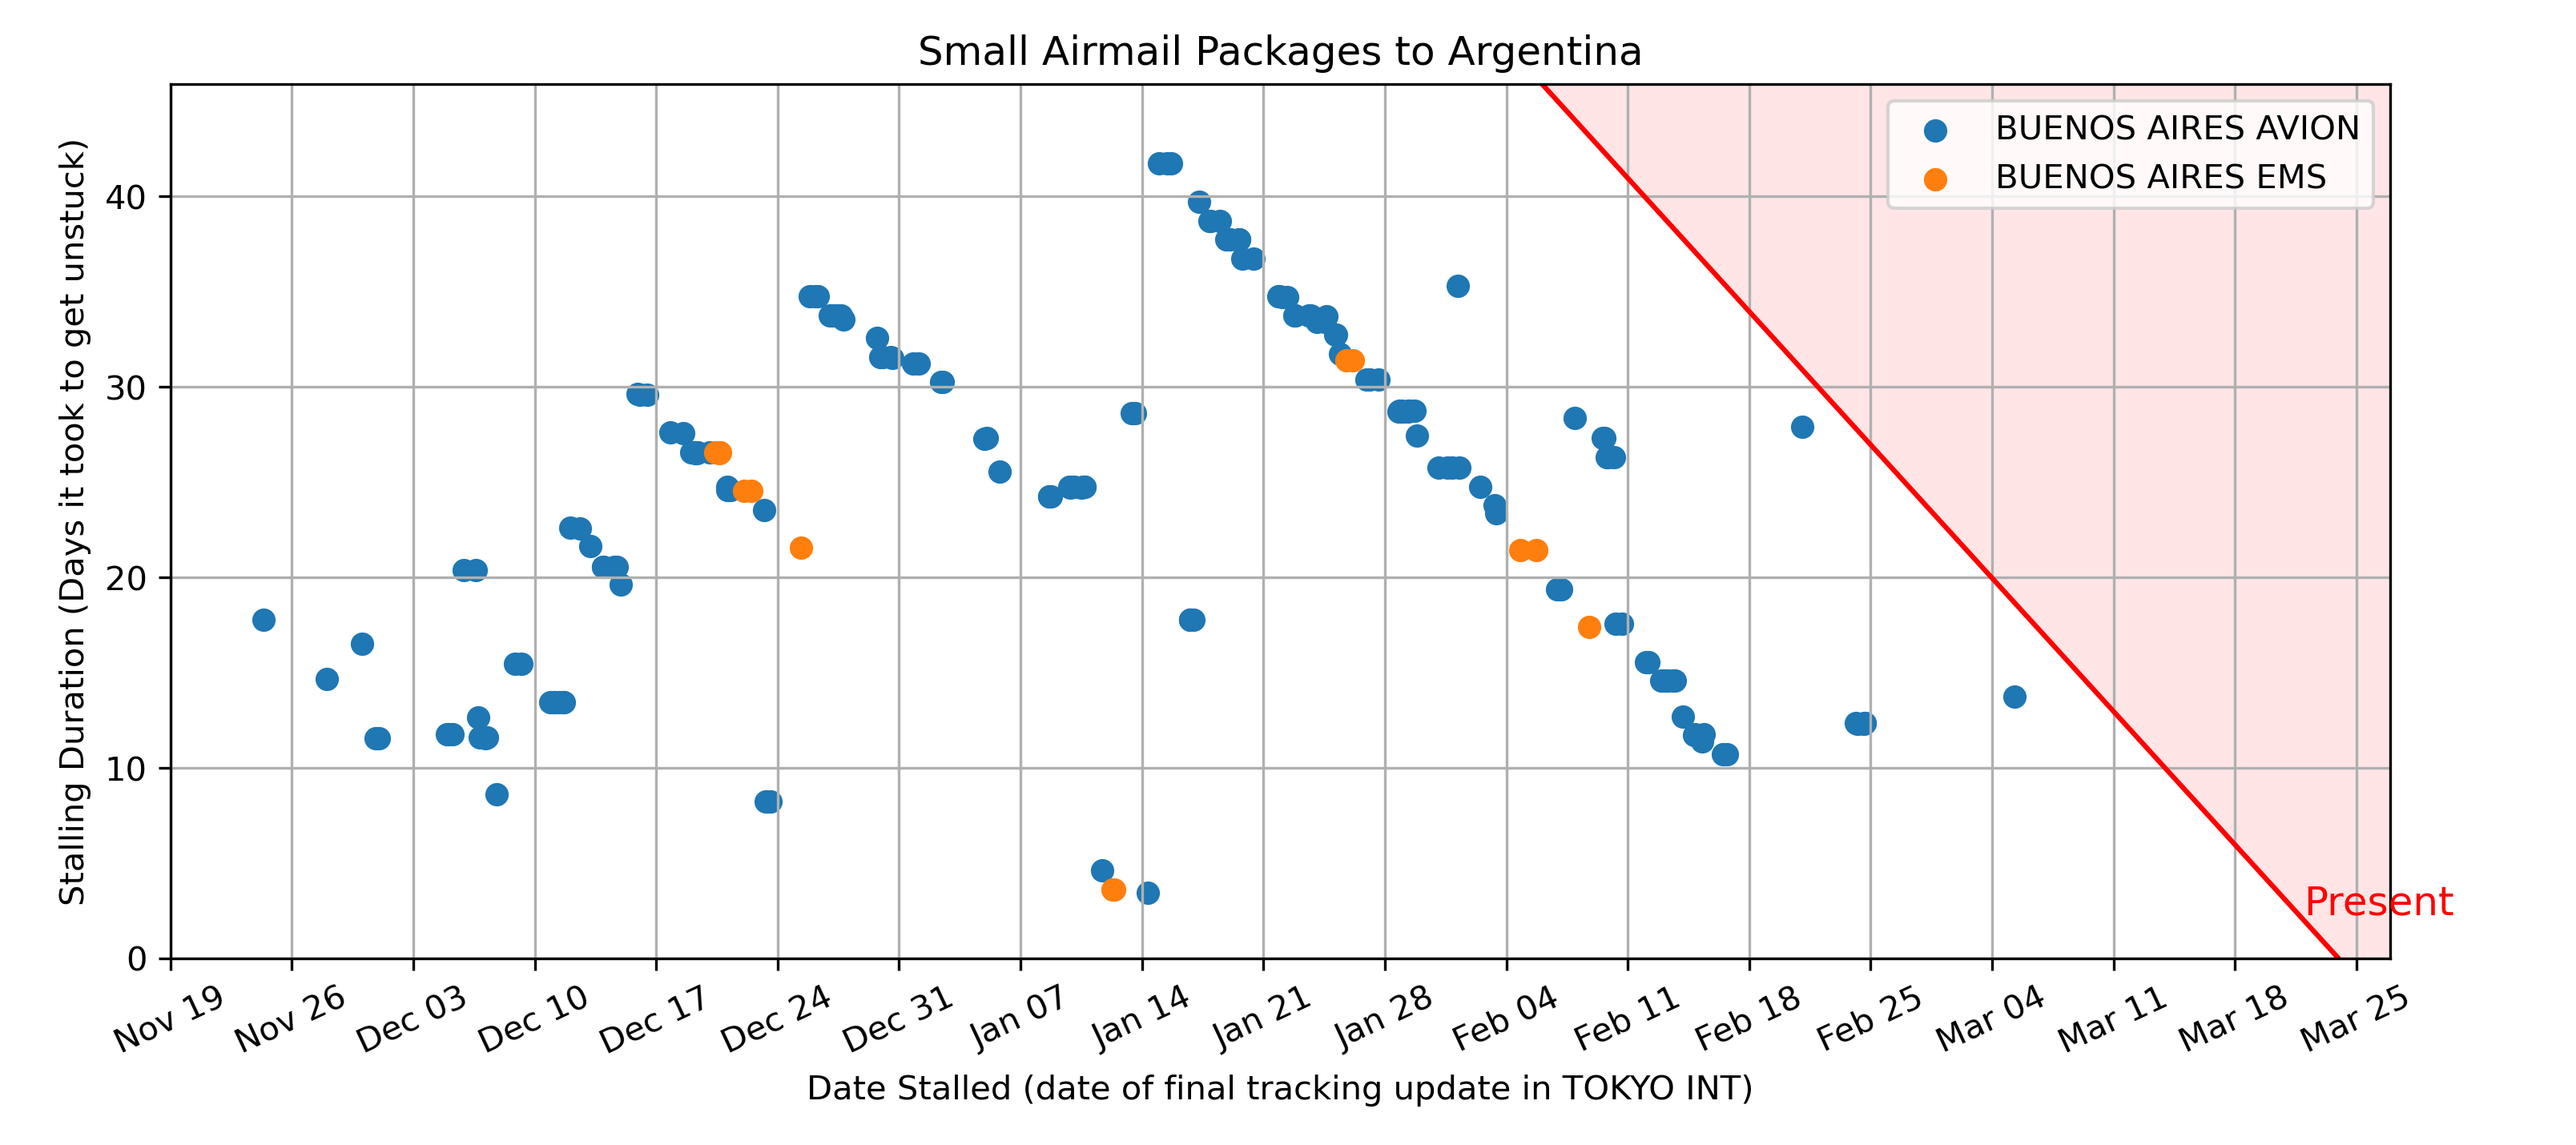 Small Airmail Packages to Argentina
BUENOS AIRES AVION
BUENOS AIRES EMS
Stalling Duration (Days it took to get unstuck)
40
30
20
10
0
Present
Nov 19
Nov 26
Dec 03
Dec 10
Dec 17
Dec 24
Dec 31
Jan 07
Jan 14
Jan 21
Jan 28
Feb 04
Feb 11
Feb 18
Feb 25
Mar 04
Mar 11
Mar 18
Mar 25
Date Stalled (date of final tracking update in TOKYO INT)